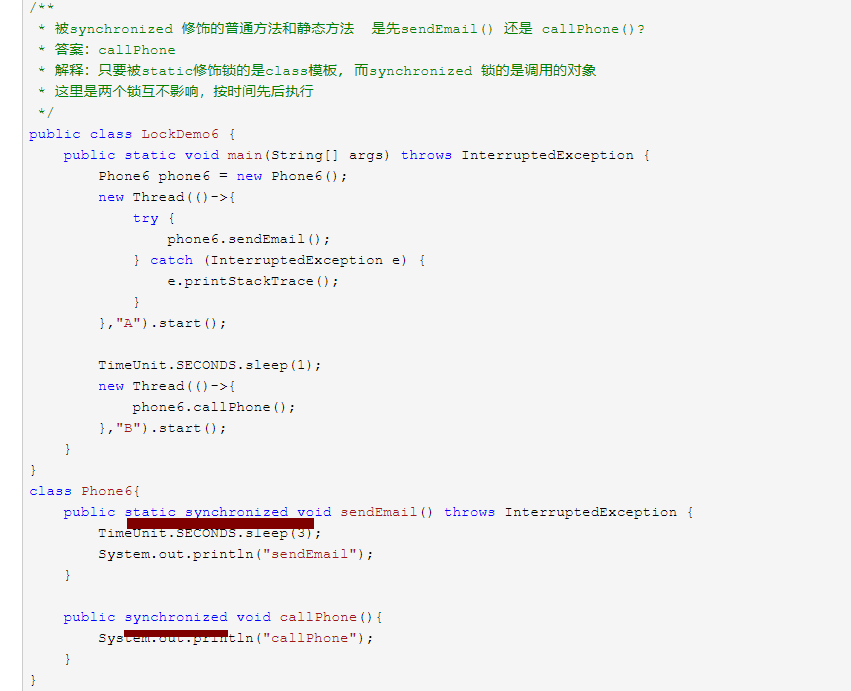 /**
 * 被synchronized 修饰的普通方法和静态方法  是先sendEmail() 还是 callPhone()?
 * 答案: callPhone
 * 解释: 只要被static修饰锁的是class模板, 而synchronized 锁的是调用的对象
 * 这里是两个锁互不影响, 按时间先后执行
 */
public class LockDemo6 {
    public static void main(String[] args) throws InterruptedException {
        Phone6 phone6 = new Phone6();
        new Thread(()->{
            try {
                phone6.sendEmail();
            } catch (InterruptedException e) {
                e.printStackTrace();
            }
        },"A").start();

        TimeUnit.SECONDS.sleep(1);
        new Thread(()->{
            phone6.callPhone();
        },"B").start();
    }
}
class Phone6{
    public static synchronized void sendEmail() throws InterruptedException {
        TimeUnit.SECONDS.sleep(3);
        System.out.println("sendEmail");
    }

    public synchronized void callPhone(){
        System.out.println("callPhone");
    }
}